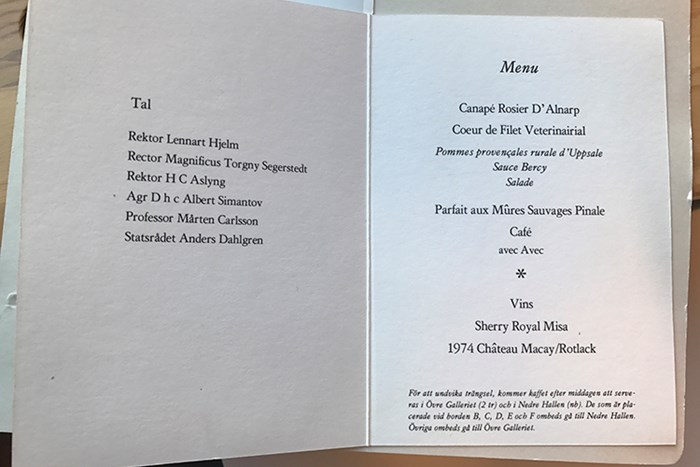 Tal
Rektor Lennart Hjelm
Rector Magnificus Torgny Segerstedt
Rektor H C Aslyng
Agr D h c Albert Simantov
Professor Mårten Carlsson
Statsrådet Anders Dahlgren
Menu
Canapé Rosier D'Alnarp
Coeur de Filet Veterinairial
Pommes provençales rurale d'Uppsale
Sauce Bercy
Salade
Parfait aux Mûres Sauvages Pinale
Café
avec Avec
*
Vins
Sherry Royal Misa
1974 Château Macay/Rotlack
För att undvika trängsel, kommer kaffet efter middagen att serve-
ras i Övre Galleriet (2 tr) och i Nedre Hallen (nb). De som är pla-
cerade vid borden B, C, D, E och F ombeds gå till Nedre Hallen.
Övriga ombeds gå till Övre Galleriet.